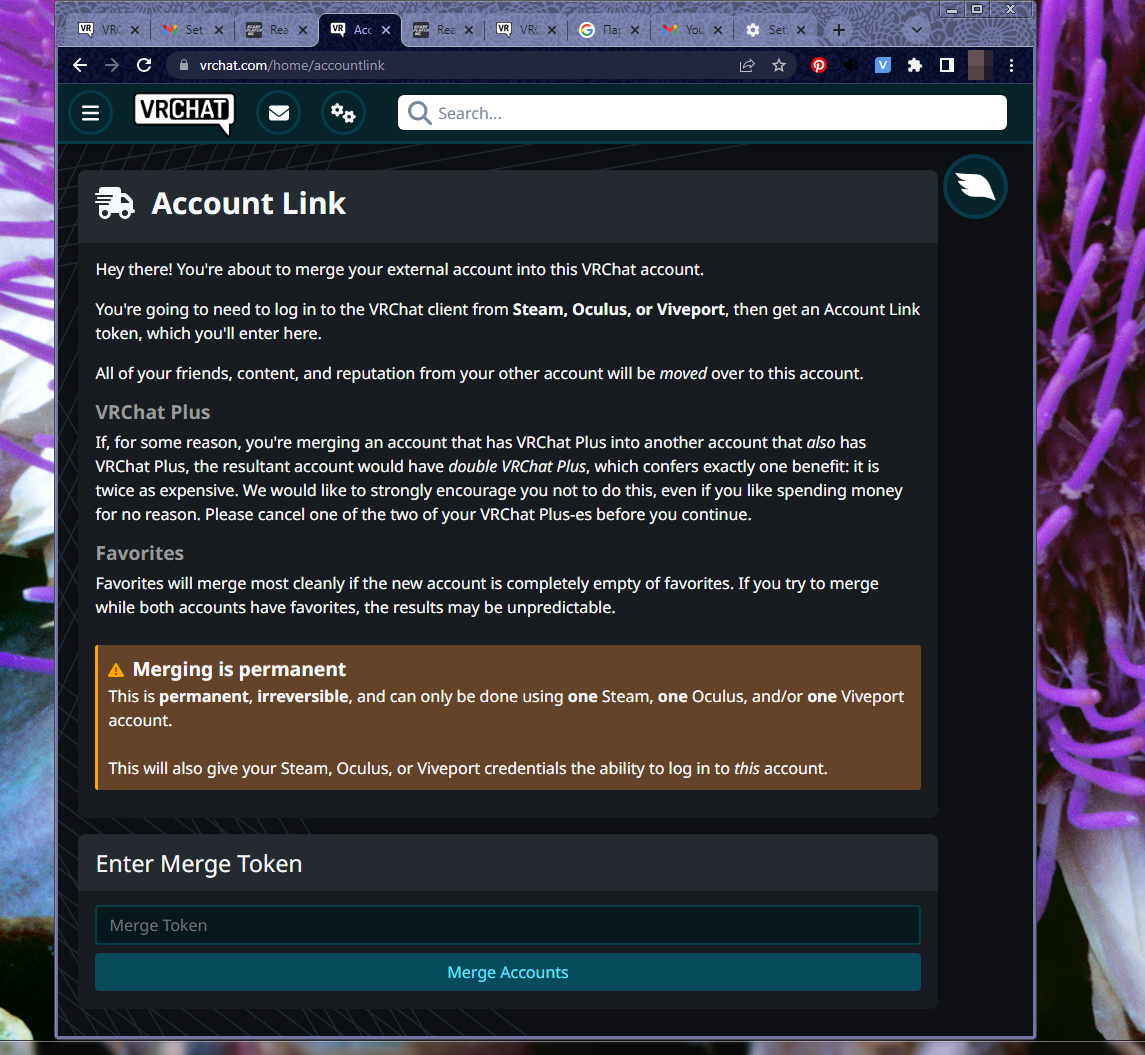 VR VRC
Set
READY PLAYER Rea
VR Acc
READY PLAYER Rea
VR VRC
G
You
Set
vrchat.com/home/accountlink
V
VRCHAT
Search...
Account Link
Hey there! You're about to merge your external account into this VRChat account.
You're going to need to log in to the VRChat client from Steam, Oculus, or Viveport, then get an Account Link
token, which you'll enter here.
All of your friends, content, and reputation from your other account will be moved over to this account.
VRChat Plus
If, for some reason, you're merging an account that has VRChat Plus into another account that also has
VRChat Plus, the resultant account would have double VRChat Plus, which confers exactly one benefit: it is
twice as expensive. We would like to strongly encourage you not to do this, even if you like spending money
for no reason. Please cancel one of the two of your VRChat Plus-es before you continue.
Favorites
Favorites will merge most cleanly if the new account is completely empty of favorites. If you try to merge
while both accounts have favorites, the results may be unpredictable.
Merging is permanent
This is permanent, irreversible, and can only be done using one Steam, one Oculus, and/or one Viveport
account.
This will also give your Steam, Oculus, or Viveport credentials the ability to log in to this account.
Enter Merge Token
Merge Token
Merge Accounts